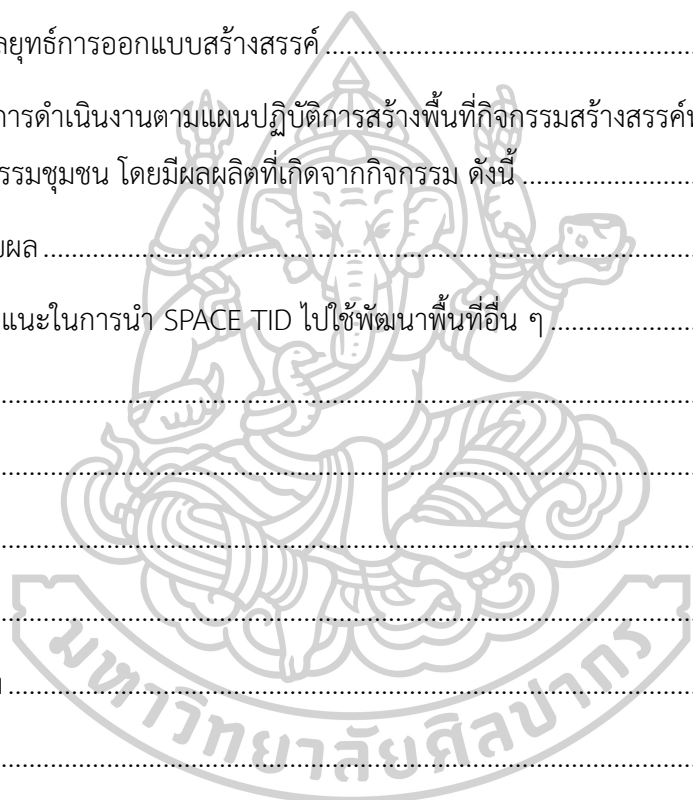 ลยุทธ์การออกแบบสร้างสรรค์
การดำเนินงานตามแผนปฏิบัติการสร้างพื้นที่กิจกรรมสร้างสรรค์
รรมชุมชน โดยมีผลผลิตที่เกิดจากกิจกรรม ดังนี้
ผล
แนะในการนำ SPACE TID ไปใช้พัฒนาพื้นที่อื่น ๆ
มหาวิทยาลัยศิลปากร